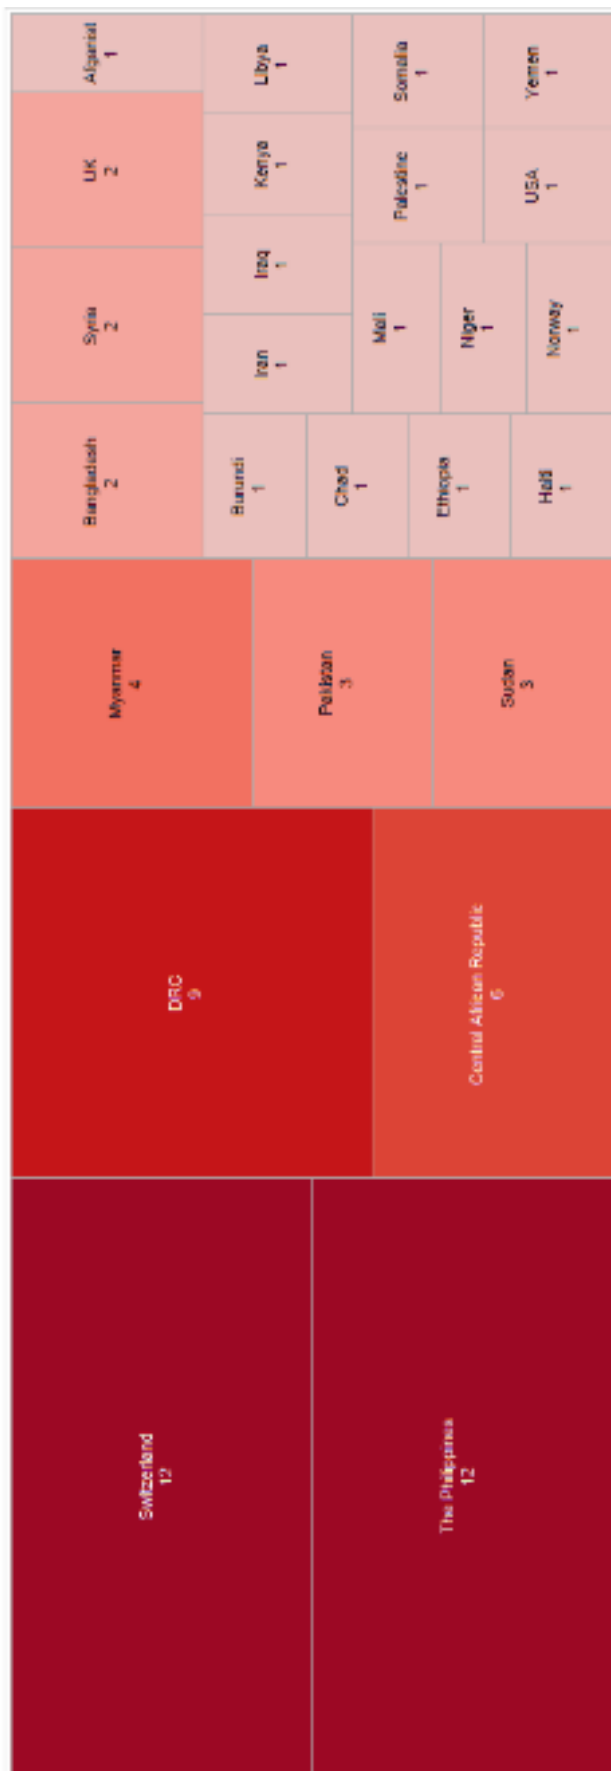 Switzerland
12
The Philippines
12
DRC
9
Central African Republic
6
Myanmar
4
Pakistan
3
Sudan
3
Bangladesh
2
Syria
2
UK
2
Afganist
1
Burundi
1
Chad
1
Ethiopia
1
Haiti
1
Iran
1
Iraq
1
Kenya
1
Libya
1
Mali
1
Niger
1
Norway
1
Palestine
1
USA
1
Somalia
1
Yemen
1